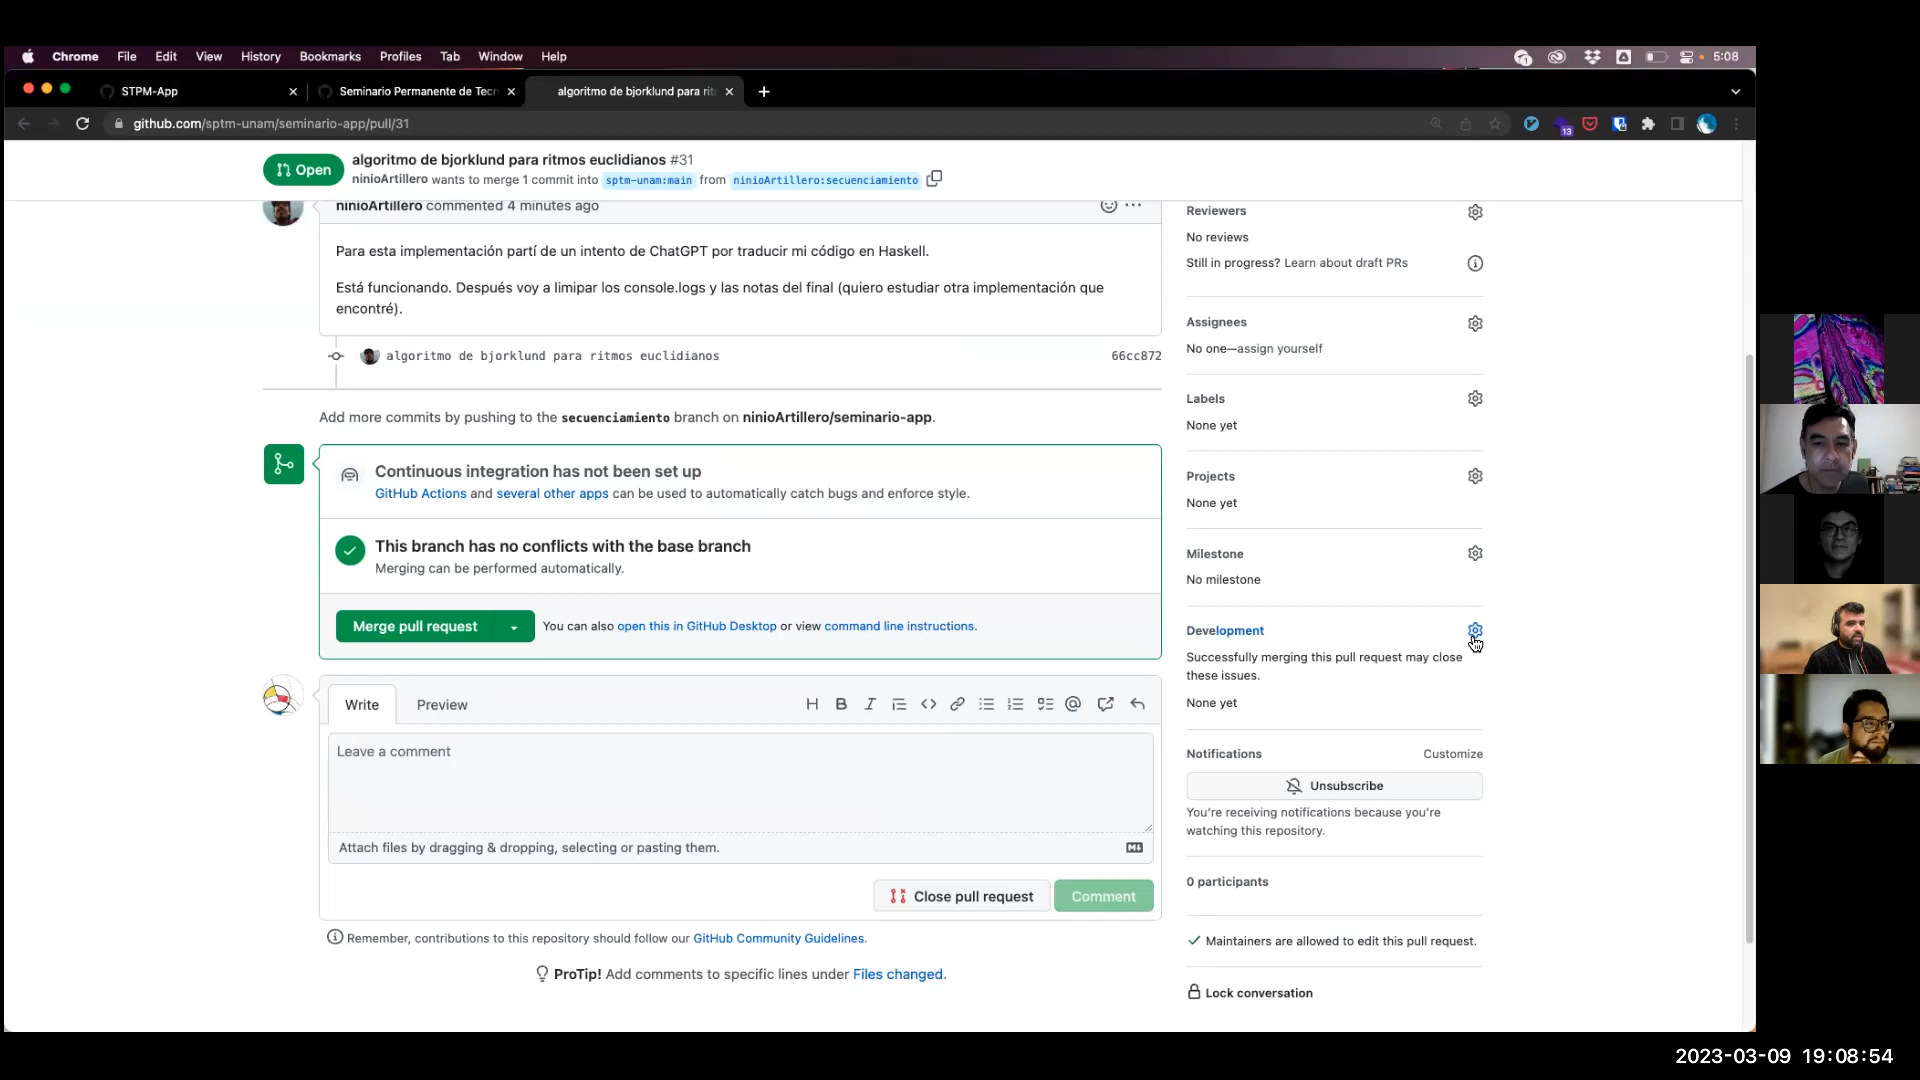 Chrome File Edit View History Bookmarks Profiles Tab Window Help 5:08
STPM-App Seminario Permanente de Tecn algoritmo de bjorklund para rit
github.com/sptm-unam/seminario-app/pull/31 13
Open algoritmo de bjorklund para ritmos euclidianos #31
ninioArtillero wants to merge 1 commit into sptm-unam:main from ninioArtillero:secuenciamiento
ninioArtillero commented 4 minutes ago
Para esta implementación partí de un intento de ChatGPT por traducir mi código en Haskell.
Está funcionando. Después voy a limipar los console.logs y las notas del final (quiero estudiar otra implementación que
encontré).
algoritmo de bjorklund para ritmos euclidianos 66cc872
Add more commits by pushing to the secuenciamiento branch on ninioArtillero/seminario-app.
Continuous integration has not been set up
GitHub Actions and several other apps can be used to automatically catch bugs and enforce style.
This branch has no conflicts with the base branch
Merging can be performed automatically.
Merge pull request You can also open this in GitHub Desktop or view command line instructions.
Write Preview
Leave a comment
Attach files by dragging & dropping, selecting or pasting them.
Close pull request Comment
Remember, contributions to this repository should follow our GitHub Community Guidelines.
ProTip! Add comments to specific lines under Files changed.
Reviewers
No reviews
Still in progress? Learn about draft PRs
Assignees
No one—assign yourself
Labels
None yet
Projects
None yet
Milestone
No milestone
Development
Successfully merging this pull request may close
these issues.
None yet
Notifications Customize
Unsubscribe
You're receiving notifications because you're
watching this repository.
0 participants
Maintainers are allowed to edit this pull request.
Lock conversation
2023-03-09 19:08:54